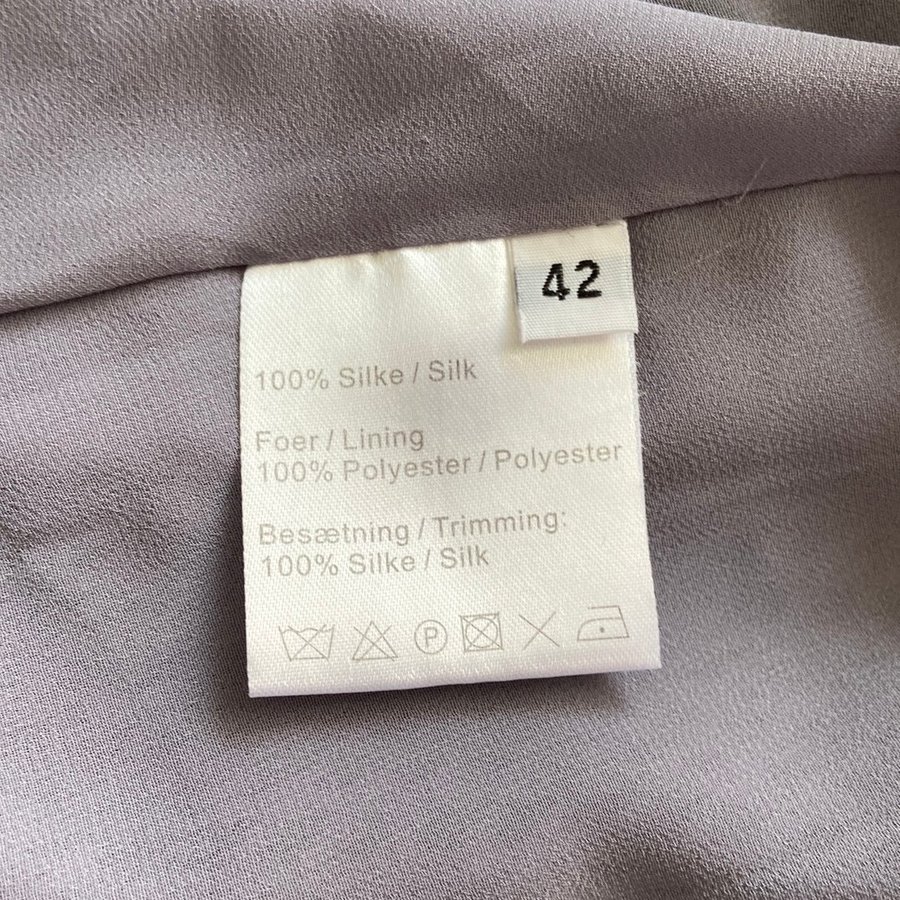 42
100% Silke / Silk
Foer / Lining
100% Polyester / Polyester
Besætning / Trimming:
100% Silke / Silk
P